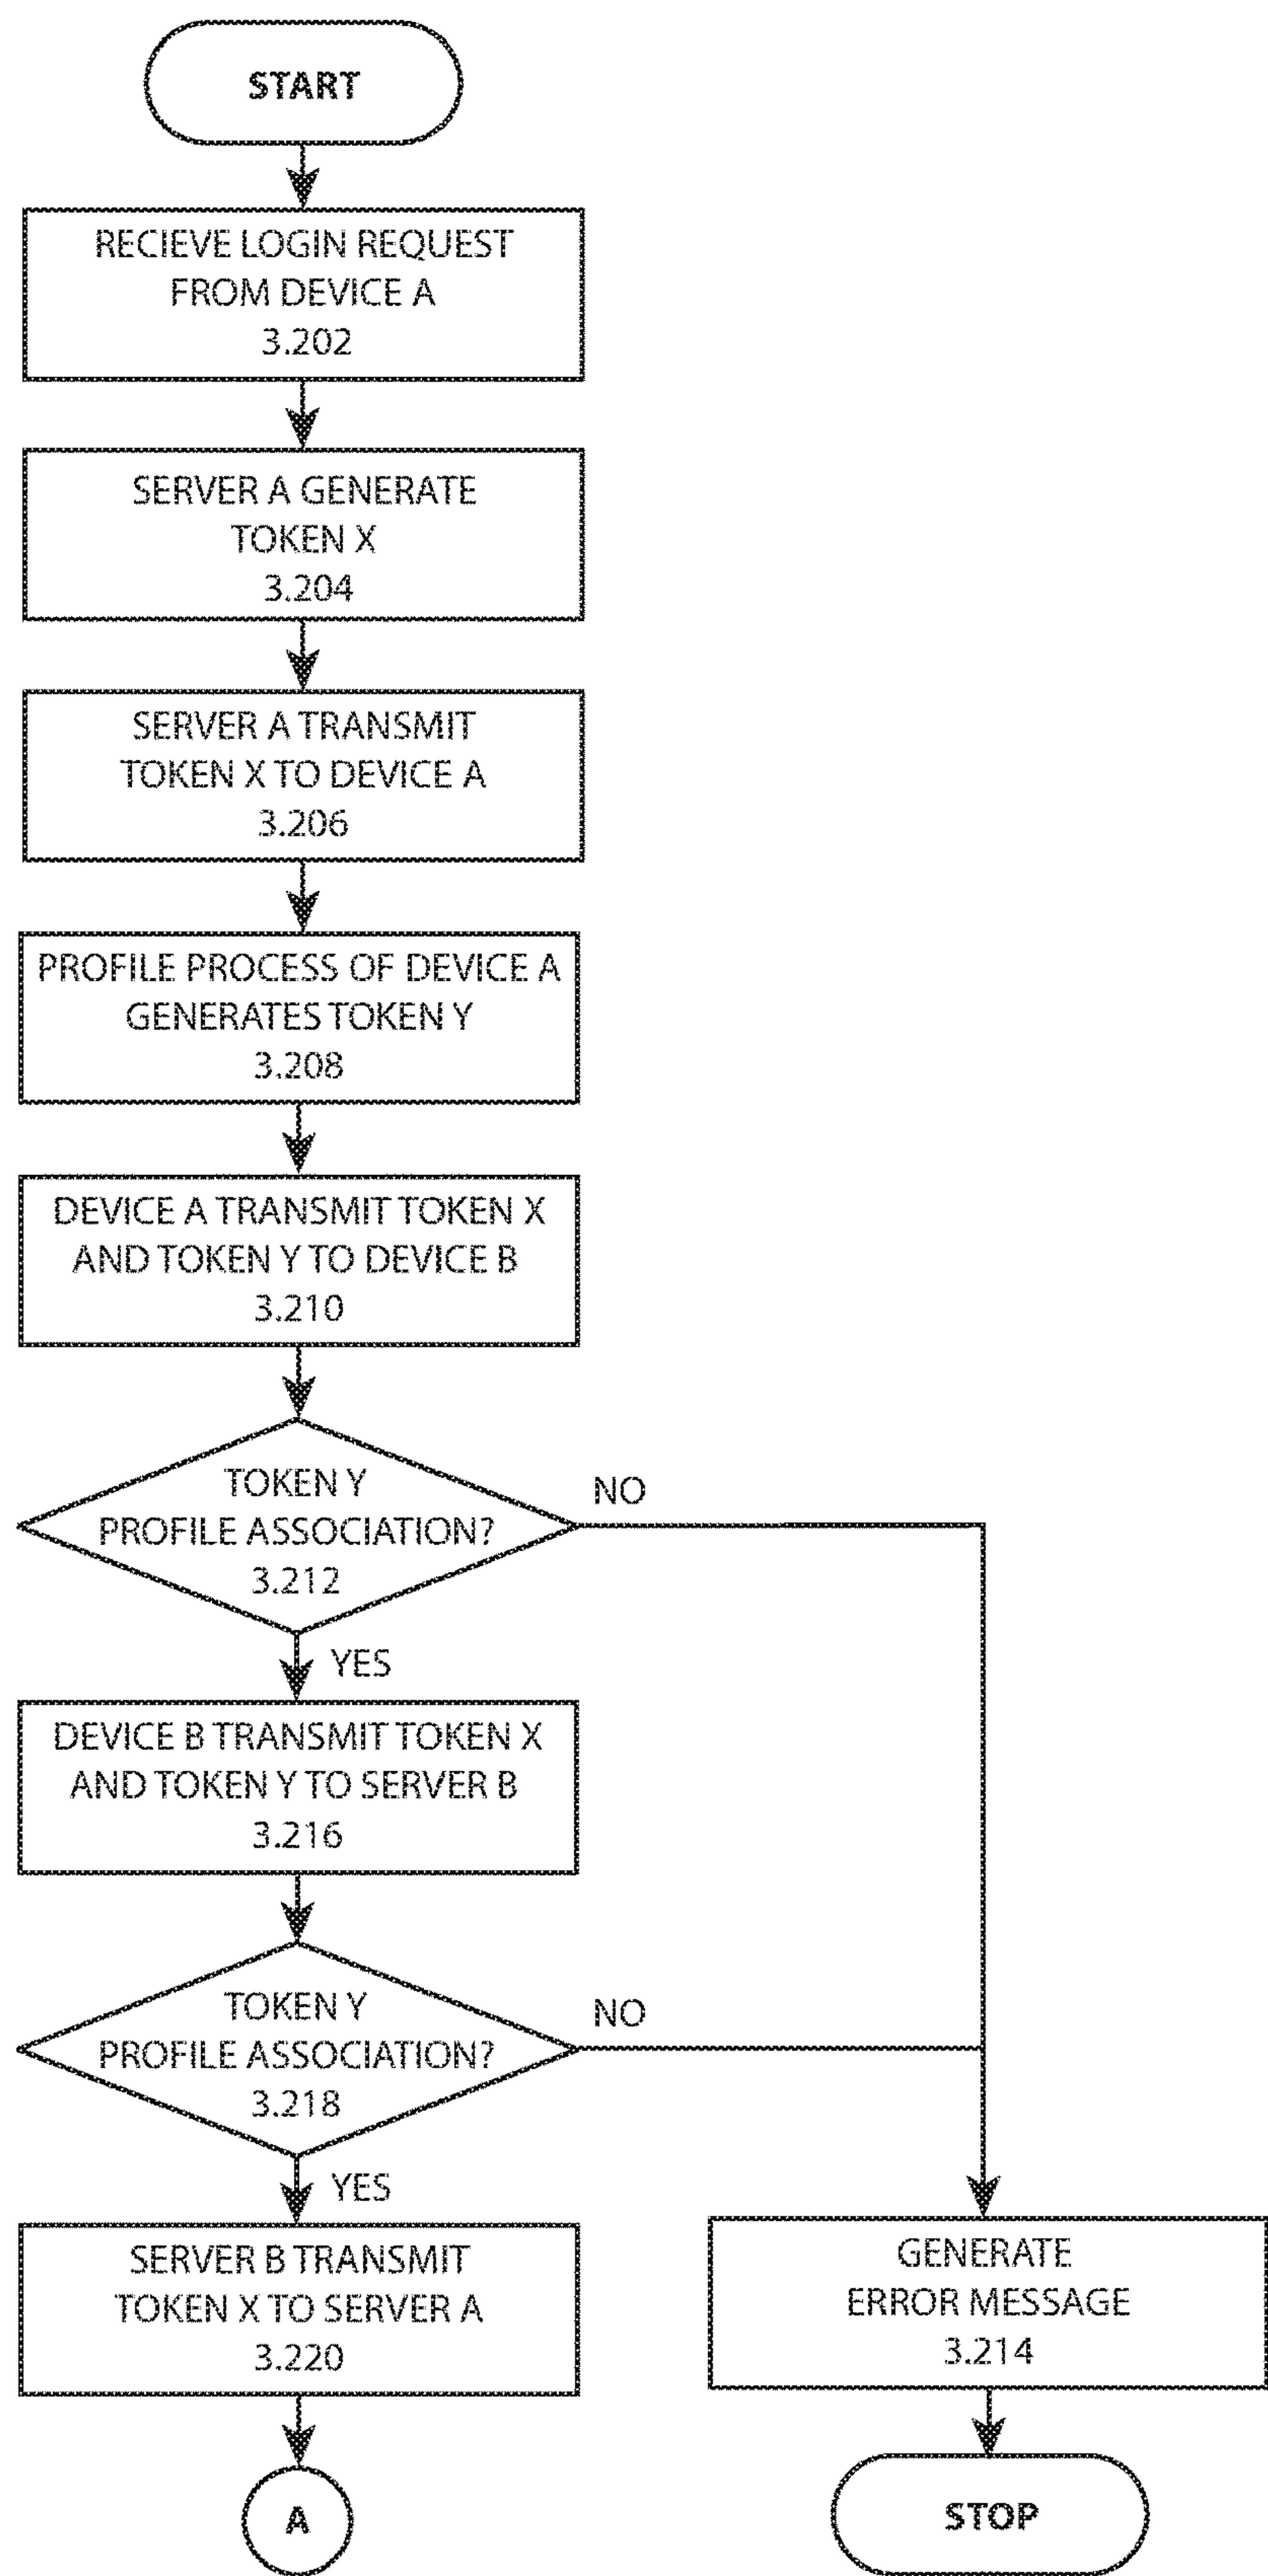 START
RECIEVE LOGIN REQUEST
FROM DEVICE A
3.202
SERVER A GENERATE
TOKEN X
3.204
SERVER A TRANSMIT
TOKEN X TO DEVICE A
3.206
PROFILE PROCESS OF DEVICE A
GENERATES TOKEN Y
3.208
DEVICE A TRANSMIT TOKEN X
AND TOKEN Y TO DEVICE B
3.210
TOKEN Y
PROFILE ASSOCIATION?
3.212
NO
YES
DEVICE B TRANSMIT TOKEN X
AND TOKEN Y TO SERVER B
3.216
TOKEN Y
PROFILE ASSOCIATION?
3.218
NO
YES
SERVER B TRANSMIT
TOKEN X TO SERVER A
3.220
GENERATE
ERROR MESSAGE
3.214
A
STOP